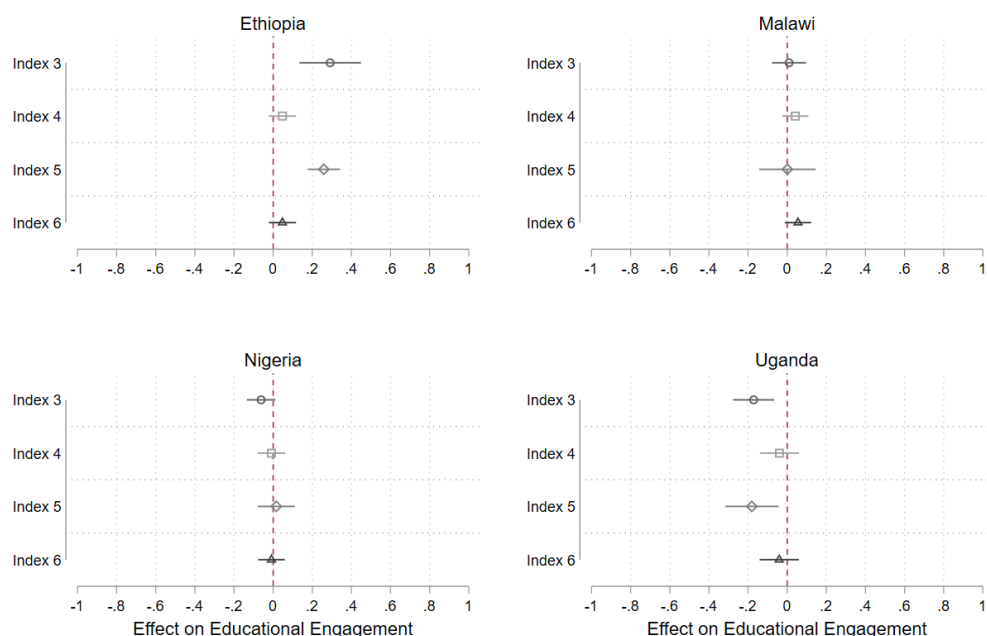 Ethiopia
Index 3
Index 4
Index 5
Index 6
-1 -.8 -.6 -.4 -.2 0 .2 .4 .6 .8 1
Malawi
Index 3
Index 4
Index 5
Index 6
-1 -.8 -.6 -.4 -.2 0 .2 .4 .6 .8 1
Nigeria
Index 3
Index 4
Index 5
Index 6
-1 -.8 -.6 -.4 -.2 0 .2 .4 .6 .8 1
Effect on Educational Engagement
Uganda
Index 3
Index 4
Index 5
Index 6
-1 -.8 -.6 -.4 -.2 0 .2 .4 .6 .8 1
Effect on Educational Engagement